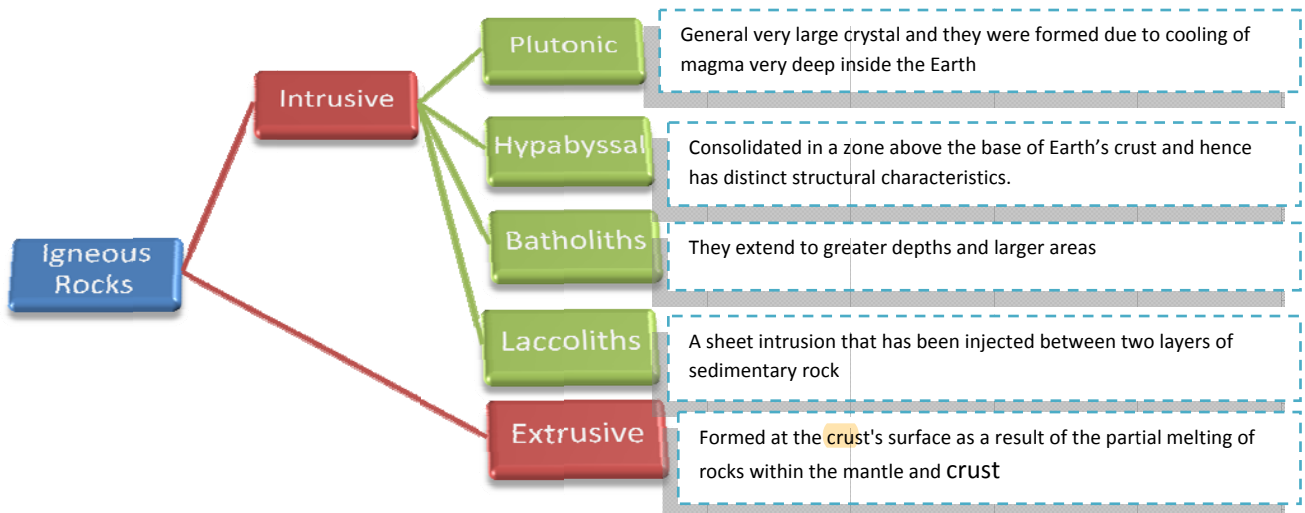 Igneous
Rocks
Intrusive
Plutonic
General very large crystal and they were formed due to cooling of
magma very deep inside the Earth
Hypabyssal
Consolidated in a zone above the base of Earth’s crust and hence
has distinct structural characteristics.
Batholiths
They extend to greater depths and larger areas
Laccoliths
A sheet intrusion that has been injected between two layers of
sedimentary rock
Extrusive
Formed at the crust's surface as a result of the partial melting of
rocks within the mantle and crust